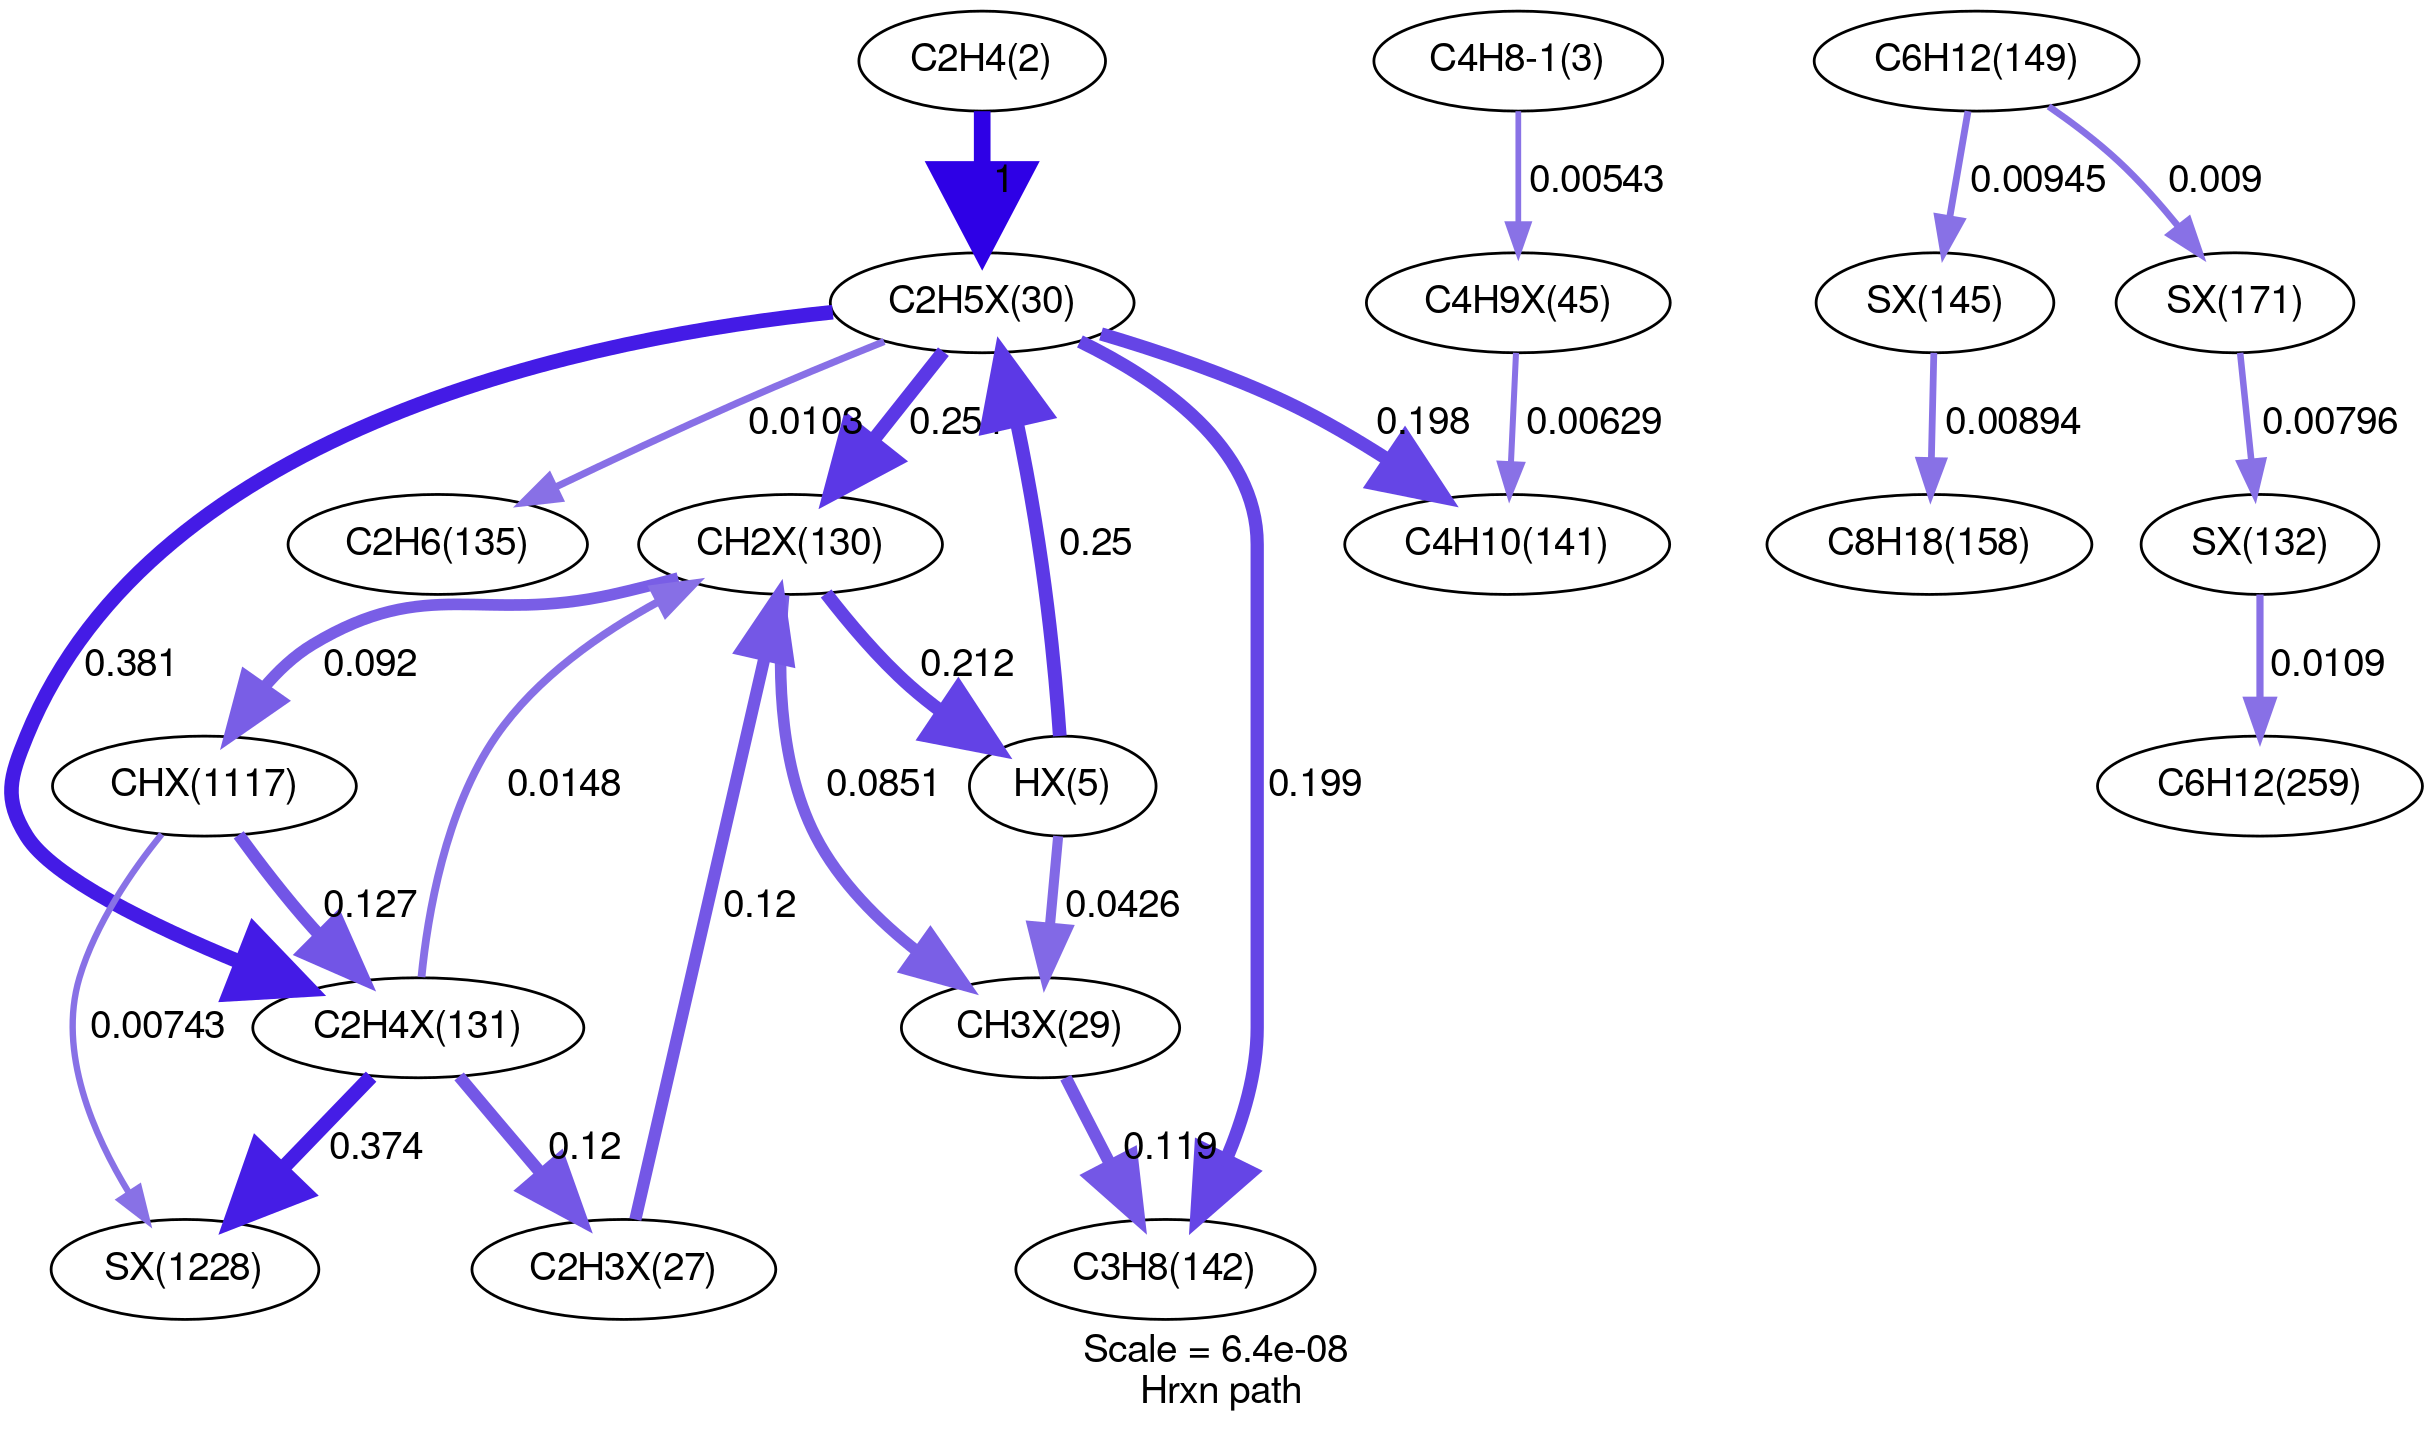 C2H4(2)
C4H8-1(3)
C6H12(149)
1
0.00543
0.00945
0.009
C2H5X(30)
C4H9X(45)
SX(145)
SX(171)
0.0103
0.198
0.00629
0.00894
0.00796
C2H6(135)
CH2X(130)
0.25
C4H10(141)
C8H18(158)
SX(132)
0.381
0.092
0.212
0.0109
CHX(1117)
0.0148
0.0851
HX(5)
0.199
C6H12(259)
0.127
0.12
0.0426
0.00743
C2H4X(131)
CH3X(29)
0.374
0.12
0.119
SX(1228)
C2H3X(27)
C3H8(142)
Scale = 6.4e-08
Hrxn path